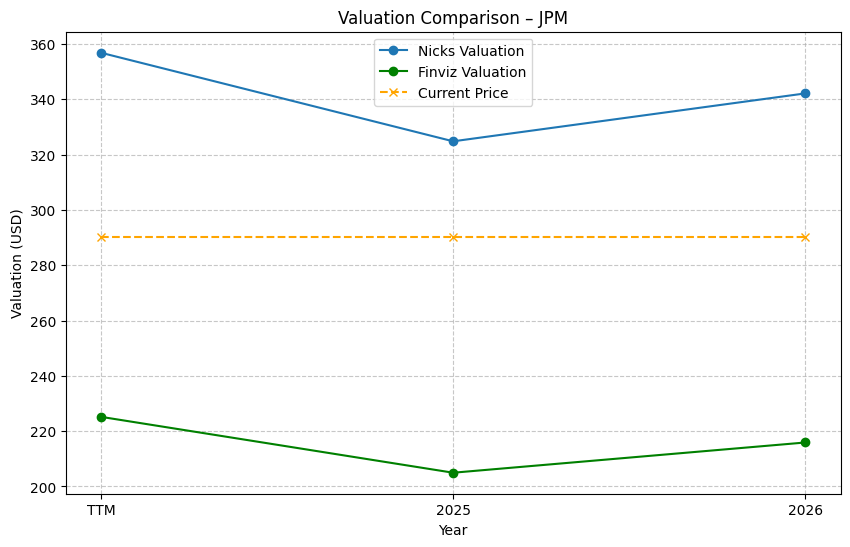 Valuation Comparison – JPM
Nicks Valuation
Finviz Valuation
Current Price
Valuation (USD)
360
340
320
300
280
260
240
220
200
TTM
2025
2026
Year